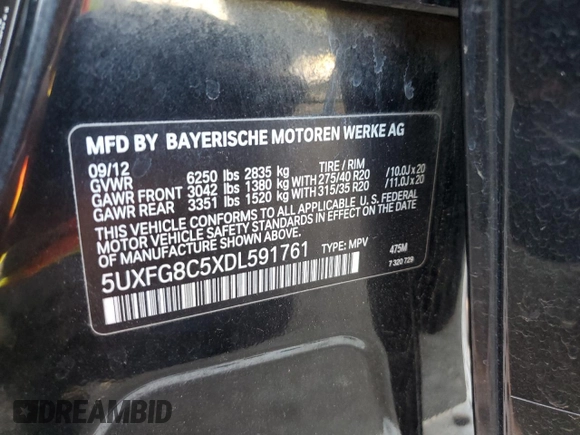 MFD BY BAYERISCHE MOTOREN WERKE AG
09/12
GVWR 6250 lbs 2835 kg TIRE / RIM
GAWR FRONT 3042 lbs 1380 kg WITH 275/40 R20 /10.0J x 20
GAWR REAR 3351 lbs 1520 kg WITH 315/35 R20 /11.0J x 20
THIS VEHICLE CONFORMS TO ALL APPLICABLE U. S. FEDERAL
MOTOR VEHICLE SAFETY STANDARDS IN EFFECT ON THE DATE
OF MANUFACTURE SHOWN ABOVE.
5UXFG8C5XDL591761 TYPE: MPV 475M
7 320 729
DREAMBID